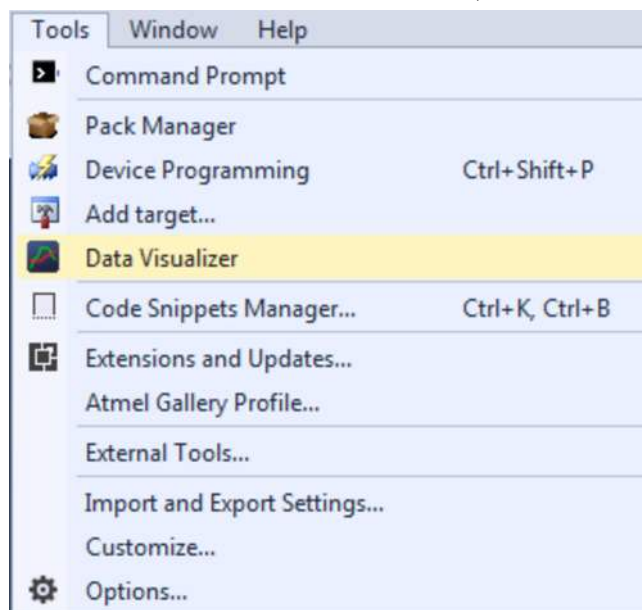 Tools Window Help
Command Prompt
Pack Manager
Device Programming Ctrl+Shift+P
Add target...
Data Visualizer
Code Snippets Manager... Ctrl+K, Ctrl+B
Extensions and Updates...
Atmel Gallery Profile...
External Tools...
Import and Export Settings...
Customize...
Options...